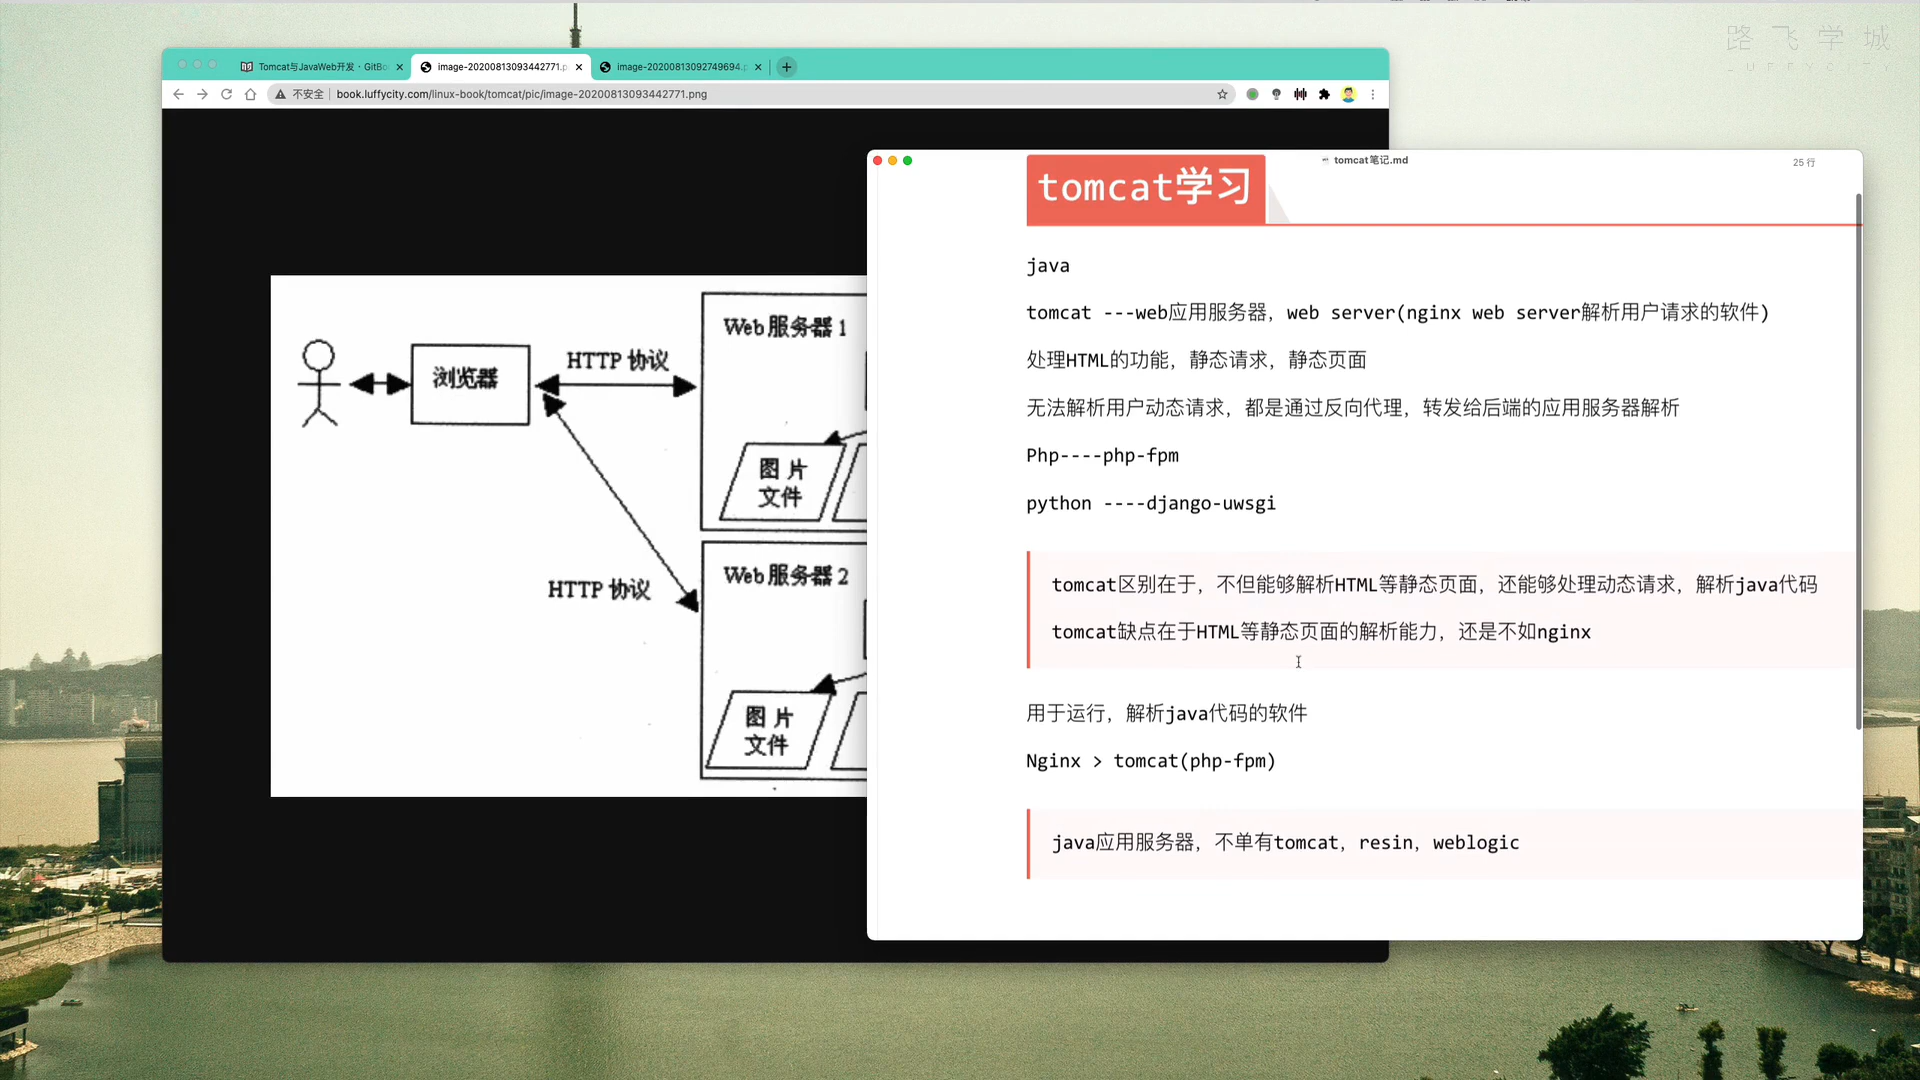 路飞学城
LUFFYCITY
Tomcat与JavaWeb开发 · GitBo
image-20200813093442771.p
image-20200813092749694.p
不安全
book.luffycity.com/linux-book/tomcat/pic/image-20200813093442771.png
浏览器
HTTP 协议
HTTP 协议
Web 服务器 1
图 片
文件
Web 服务器 2
图 片
文件
tomcat笔记.md
25 行
tomcat学习
java
tomcat ---web应用服务器，web server(nginx web server解析用户请求的软件)
处理HTML的功能，静态请求，静态页面
无法解析用户动态请求，都是通过反向代理，转发给后端的应用服务器解析
Php----php-fpm
python ----django-uwsgi
tomcat区别在于，不但能够解析HTML等静态页面，还能够处理动态请求，解析java代码
tomcat缺点在于HTML等静态页面的解析能力，还是不如nginx
用于运行，解析java代码的软件
Nginx > tomcat(php-fpm)
java应用服务器，不单有tomcat，resin，weblogic